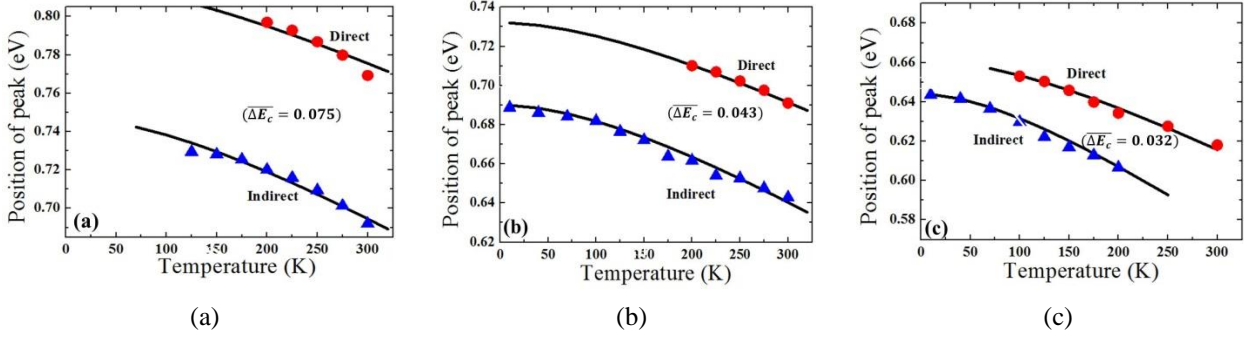 Position of peak (eV)
0.80
0.78
0.76
0.74
0.72
0.70
Direct
(\overline{ΔE_c} = 0.075)
Indirect
(a)
0 50 100 150 200 250 300
Temperature (K)
(a)
Position of peak (eV)
0.73
0.70
0.68
0.66
0.64
0.62
Direct
(\overline{ΔE_c} = 0.043)
Indirect
(b)
0 50 100 150 200 250 300
Temperature (K)
(b)
Position of peak (eV)
0.68
0.66
0.64
0.62
0.60
0.58
Direct
(\overline{ΔE_c} = 0.032)
Indirect
(c)
0 50 100 150 200 250 300
Temperature (K)
(c)